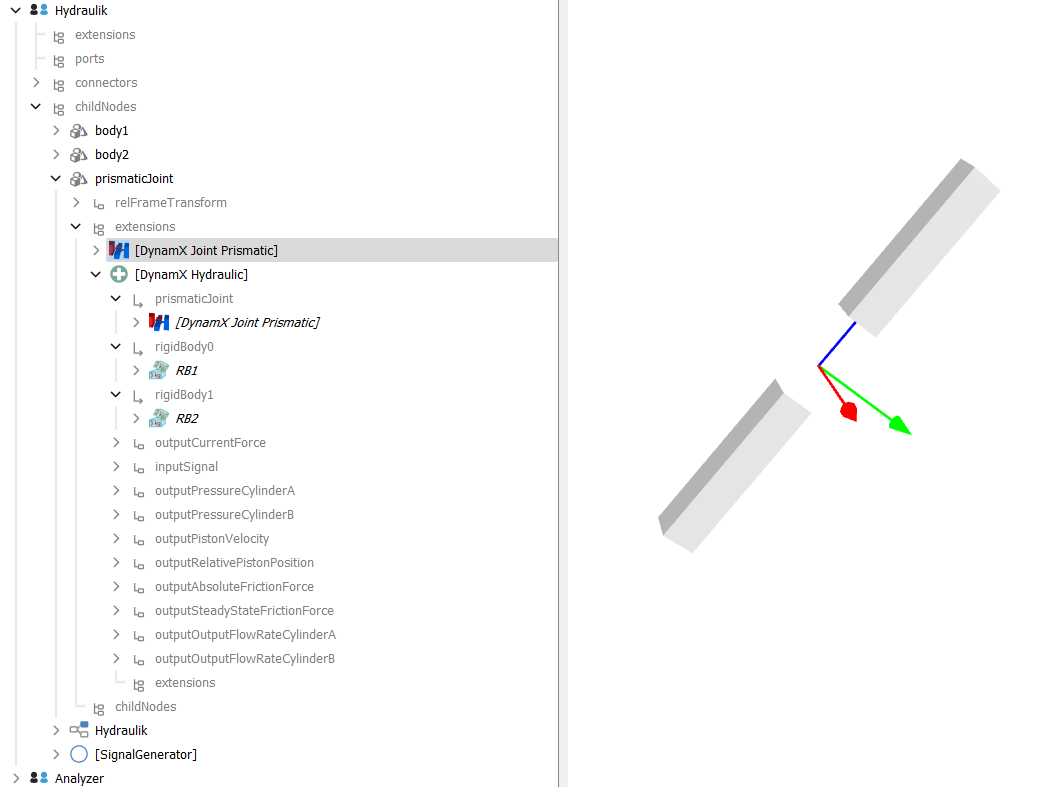 Hydraulik
extensions
ports
connectors
childNodes
body1
body2
prismaticJoint
relFrameTransform
extensions
[DynamX Joint Prismatic]
[DynamX Hydraulic]
prismaticJoint
[DynamX Joint Prismatic]
rigidBody0
RB1
rigidBody1
RB2
outputCurrentForce
inputSignal
outputPressureCylinderA
outputPressureCylinderB
outputPistonVelocity
outputRelativePistonPosition
outputAbsoluteFrictionForce
outputSteadyStateFrictionForce
outputOutputFlowRateCylinderA
outputOutputFlowRateCylinderB
extensions
childNodes
Hydraulik
[SignalGenerator]
Analyzer